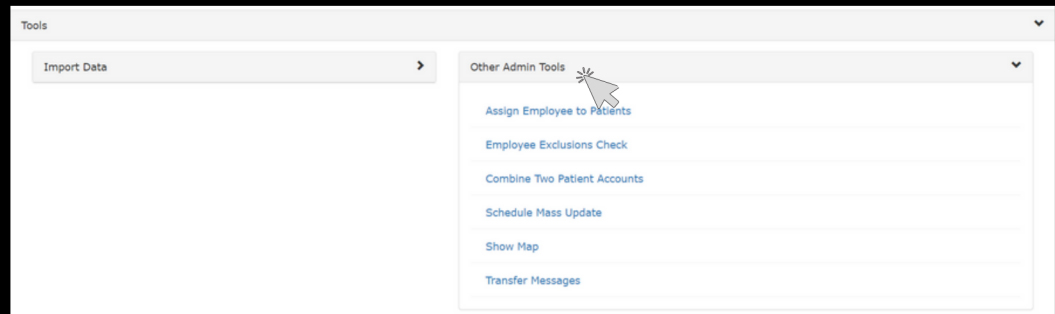 Tools
Import Data
Other Admin Tools
Assign Employee to Patients
Employee Exclusions Check
Combine Two Patient Accounts
Schedule Mass Update
Show Map
Transfer Messages